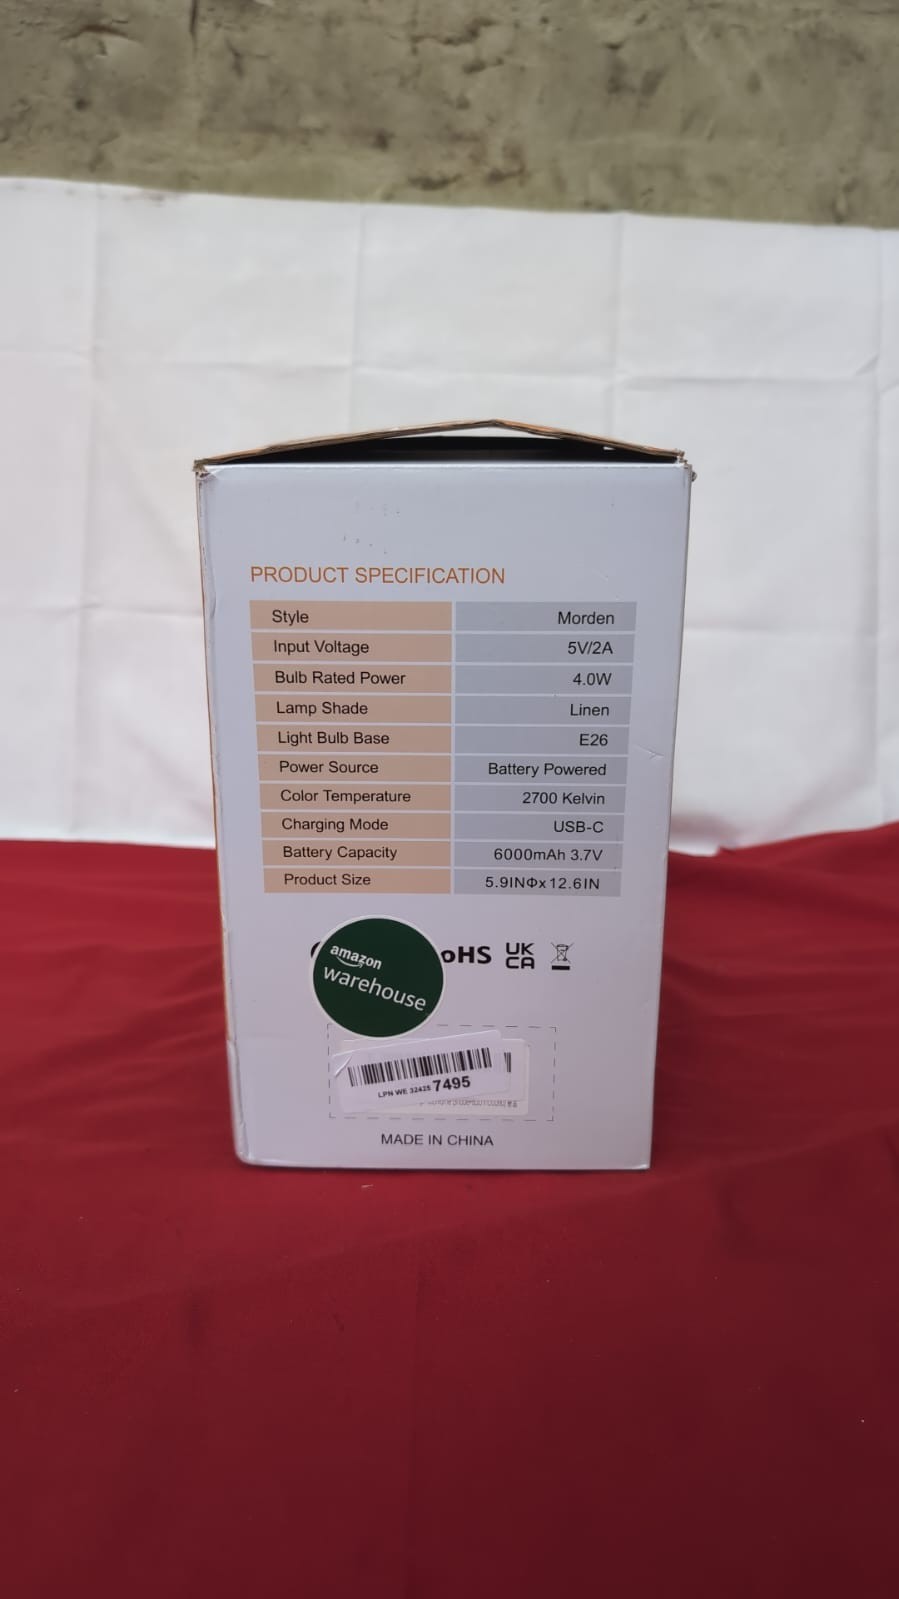 PRODUCT SPECIFICATION
Style Morden
Input Voltage 5V/2A
Bulb Rated Power 4.0W
Lamp Shade Linen
Light Bulb Base E26
Power Source Battery Powered
Color Temperature 2700 Kelvin
Charging Mode USB-C
Battery Capacity 6000mAh 3.7V
Product Size 5.9INΦx12.6IN
oHS UK CA
amazon
warehouse
LPN WE 32425 7495
MADE IN CHINA